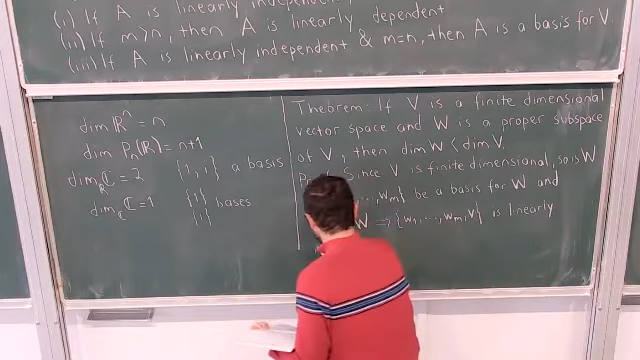 (i) If A is linearly independent
(ii) If m>n, then A is linearly dependent
(iii) If A is linearly independent & m=n, then A is a basis for V.
dim ℝⁿ = n
dim Pₙ(ℝ) = n+1
dim_ℝ ℂ = 2 {1, i} a basis
dim_ℂ ℂ = 1 {1} bases
{i}
Theorem: If V is a finite dimensional
vector space and W is a proper subspace
of V, then dim W < dim V.
Since V is finite dimensional, so is W
..., wₘ} be a basis for W and
W ⇒ {w₁, ..., wₘ, v} is linearly